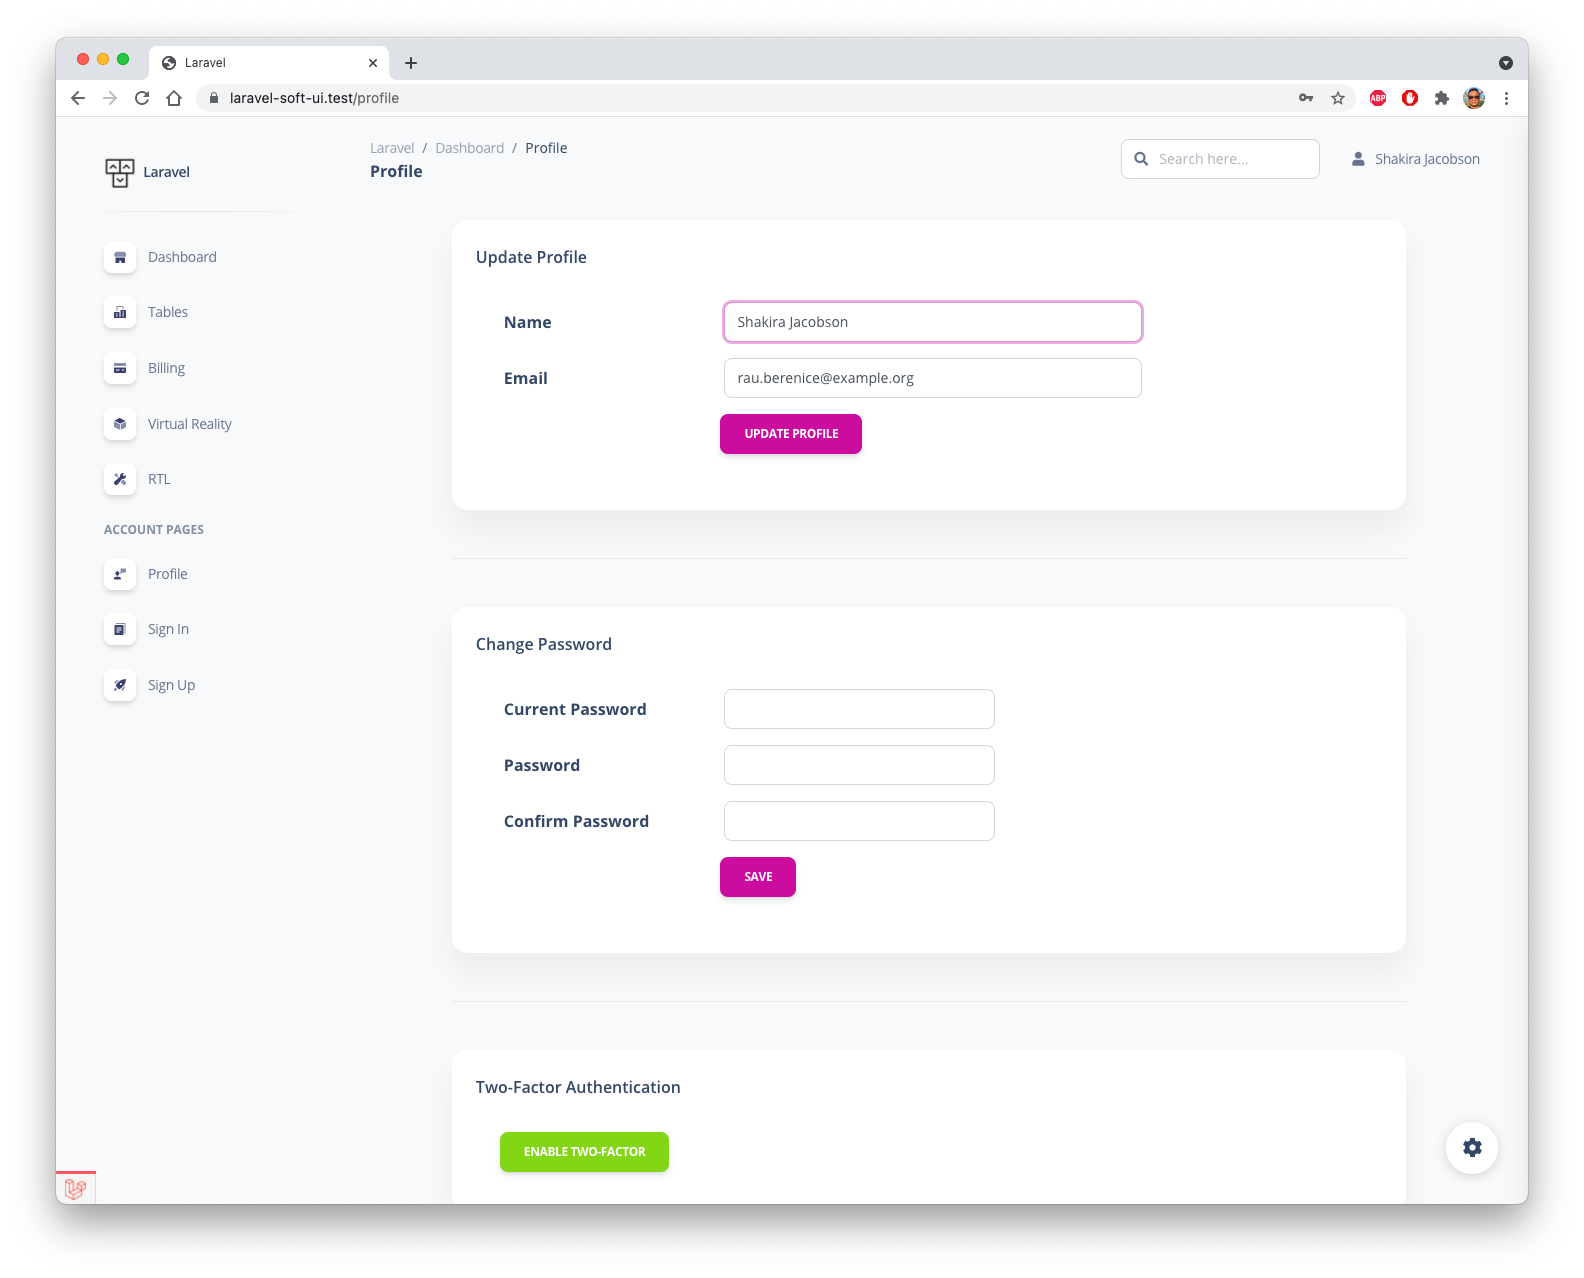 Laravel
laravel-soft-ui.test/profile
ABP
Laravel
Laravel / Dashboard / Profile
Profile
Search here...
Shakira Jacobson
Dashboard
Tables
Billing
Virtual Reality
RTL
ACCOUNT PAGES
Profile
Sign In
Sign Up
Update Profile
Name
Shakira Jacobson
Email
rau.berenice@example.org
UPDATE PROFILE
Change Password
Current Password
Password
Confirm Password
SAVE
Two-Factor Authentication
ENABLE TWO-FACTOR